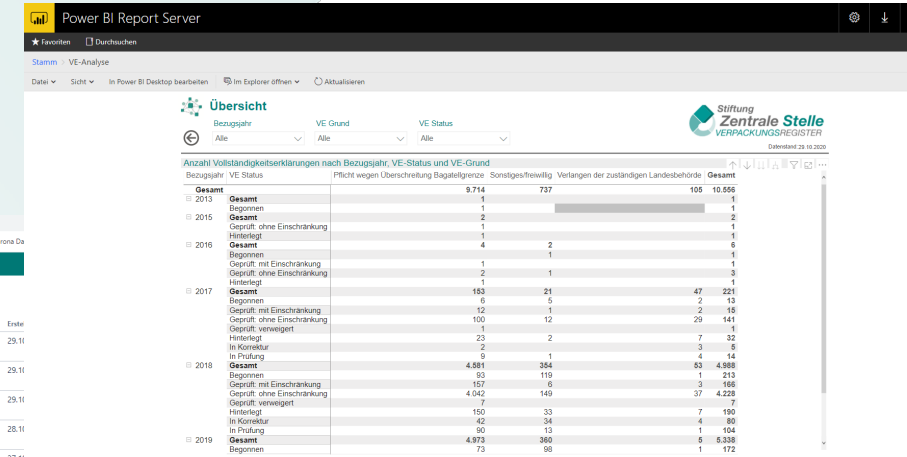 Power BI Report Server
Favoriten Durchsuchen
Stamm VE-Analyse
Datei Sicht In Power BI Desktop bearbeiten Im Explorer öffnen Aktualisieren
Übersicht
Bezugsjahr VE Grund VE Status
Alle Alle Alle
Stiftung
Zentrale Stelle
VERPACKUNGSREGISTER
Datenstand: 29.10.2020
Anzahl Vollständigkeitserklärungen nach Bezugsjahr, VE-Status und VE-Grund
Bezugsjahr VE Status Pflicht wegen Überschreitung Bagatellgrenze Sonstiges/freiwillig Verlangen der zuständigen Landesbehörde Gesamt
Gesamt 9.714 737 105 10.556
2013 Gesamt 1 1
Begonnen 1 1
2015 Gesamt 2 2
Geprüft: ohne Einschränkung 1 1
Hinterlegt 1 1
2016 Gesamt 4 2 6
Begonnen 1 1
Geprüft: mit Einschränkung 1 1
Geprüft: ohne Einschränkung 2 1 3
Hinterlegt 1 1
2017 Gesamt 153 21 47 221
Begonnen 6 5 2 13
Geprüft: mit Einschränkung 12 1 2 15
Geprüft: ohne Einschränkung 100 12 29 141
Geprüft: verweigert 1 1
Hinterlegt 23 2 7 32
In Korrektur 2 3 5
In Prüfung 9 1 4 14
2018 Gesamt 4.581 354 53 4.988
Begonnen 93 119 1 213
Geprüft: mit Einschränkung 157 6 3 166
Geprüft: ohne Einschränkung 4.042 149 37 4.228
Geprüft: verweigert 7 7
Hinterlegt 150 33 7 190
In Korrektur 42 34 4 80
In Prüfung 90 13 1 104
2019 Gesamt 4.973 360 5 5.338
Begonnen 73 98 1 172
rona Da
Erste
29.10
29.10
29.10
28.10